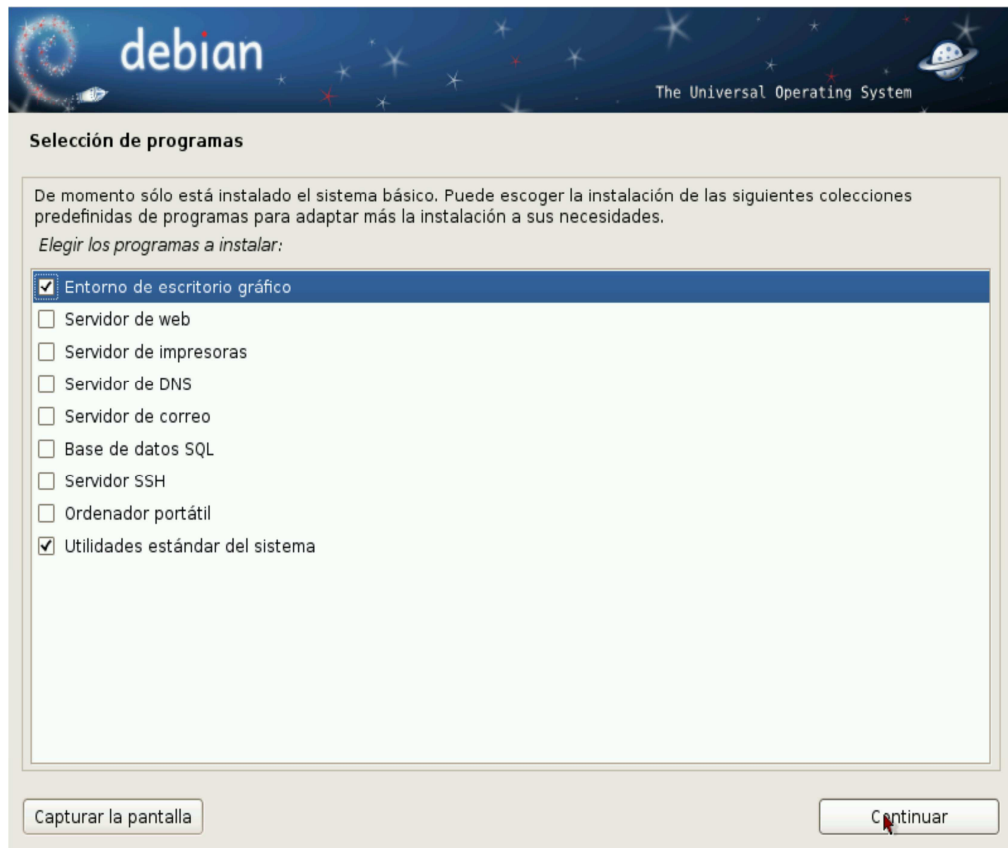 debian
The Universal Operating System
Selección de programas
De momento sólo está instalado el sistema básico. Puede escoger la instalación de las siguientes colecciones
predefinidas de programas para adaptar más la instalación a sus necesidades.
Elegir los programas a instalar:
Entorno de escritorio gráfico
Servidor de web
Servidor de impresoras
Servidor de DNS
Servidor de correo
Base de datos SQL
Servidor SSH
Ordenador portátil
Utilidades estándar del sistema
Capturar la pantalla
Continuar